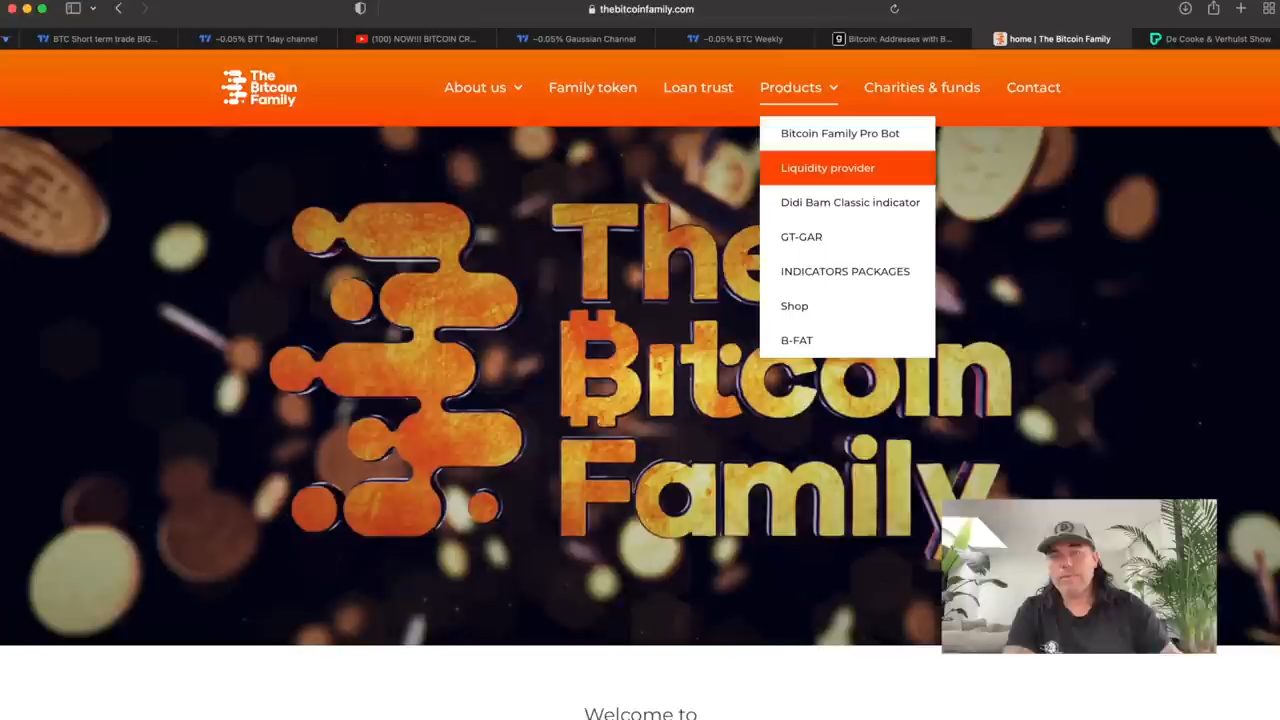 thebitcoinfamily.com
BTC Short term trade BIG...
−0.05% BTT 1day channel
(100) NOW!!! BITCOIN CR...
−0.05% Gaussian Channel
−0.05% BTC Weekly
Bitcoin: Addresses with B...
home | The Bitcoin Family
De Cooke & Verhulst Show
The
Bitcoin
Family
About us
Family token
Loan trust
Products
Charities & funds
Contact
Bitcoin Family Pro Bot
Liquidity provider
Didi Bam Classic indicator
GT-GAR
INDICATORS PACKAGES
Shop
B-FAT
The
Bitcoin
Family
Welcome to